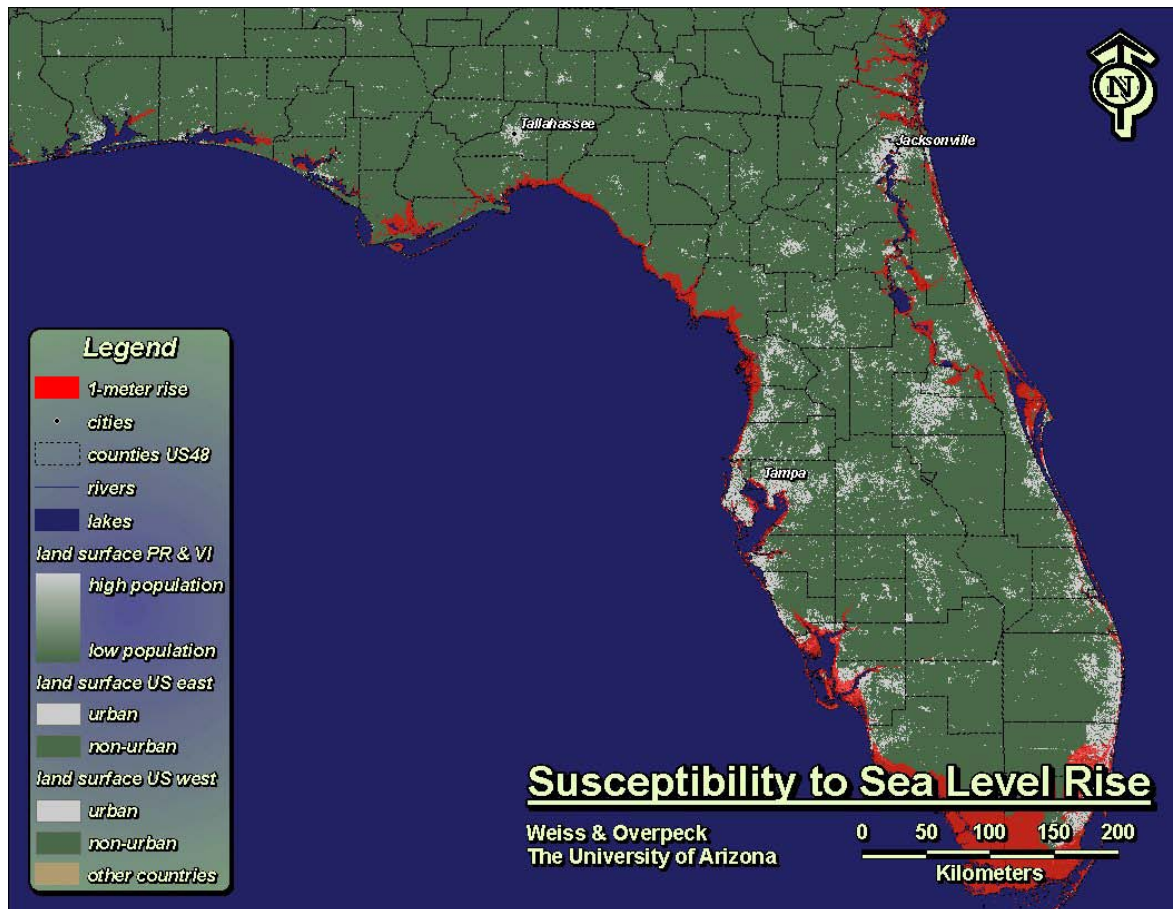 N
Tallahassee
Jacksonville
Tampa
Legend
1-meter rise
cities
counties US48
rivers
lakes
land surface PR & VI
high population
low population
land surface US east
urban
non-urban
land surface US west
urban
non-urban
other countries
Susceptibility to Sea Level Rise
Weiss & Overpeck
The University of Arizona
0 50 100 150 200
Kilometers